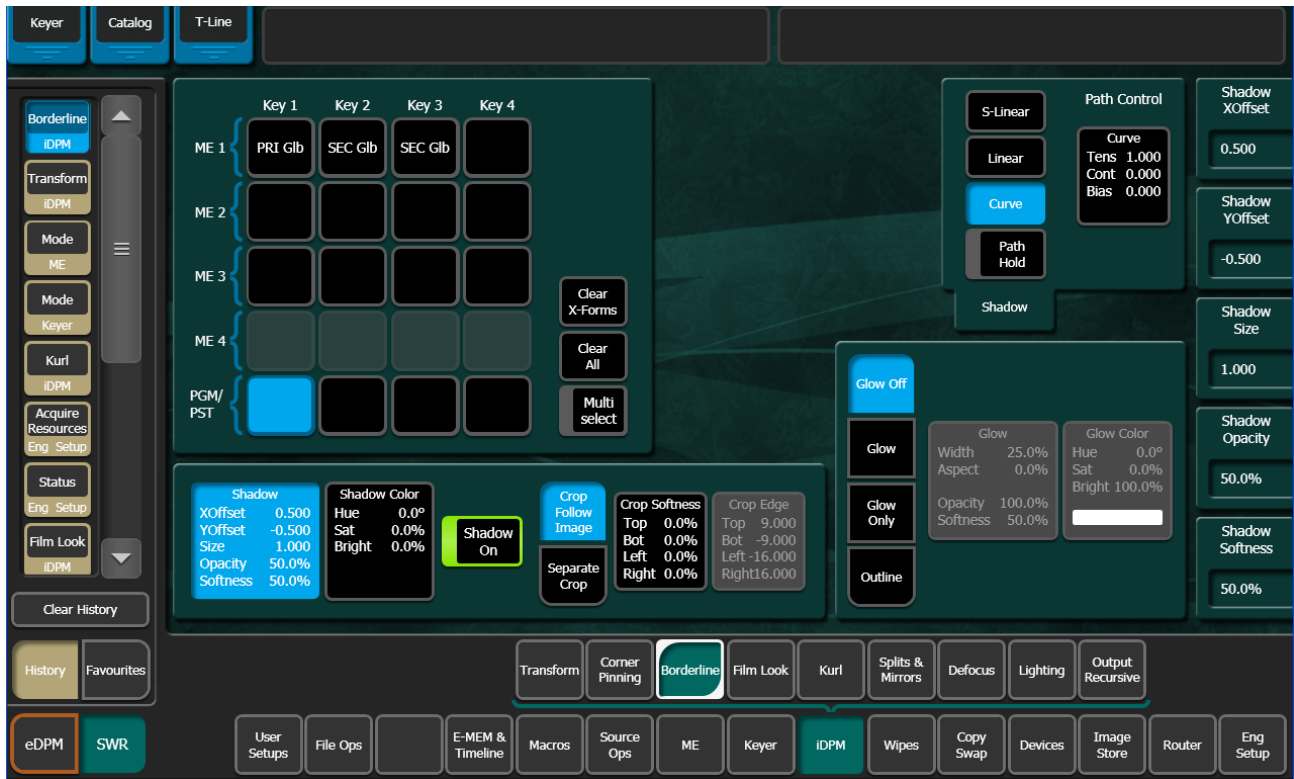 Keyer
Catalog
T-Line
Borderline
iDPM
Transform
iDPM
Mode
ME
Mode
Keyer
Kurl
iDPM
Acquire
Resources
Eng Setup
Status
Eng Setup
Film Look
iDPM
Clear History
History
Favourites
eDPM
SWR
Key 1
Key 2
Key 3
Key 4
ME 1
PRI Glb
SEC Glb
SEC Glb
ME 2
ME 3
ME 4
PGM/
PST
Clear
X-Forms
Clear
All
Multi
select
Shadow
XOffset 0.500
YOffset -0.500
Size 1.000
Opacity 50.0%
Softness 50.0%
Shadow Color
Hue 0.0°
Sat 0.0%
Bright 0.0%
Shadow
On
Crop
Follow
Image
Separate
Crop
Crop Softness
Top 0.0%
Bot 0.0%
Left 0.0%
Right 0.0%
Crop Edge
Top 9.000
Bot -9.000
Left -16.000
Right16.000
S-Linear
Linear
Curve
Path
Hold
Path Control
Curve
Tens 1.000
Cont 0.000
Bias 0.000
Shadow
Glow Off
Glow
Glow
Only
Outline
Glow
Width 25.0%
Aspect 0.0%
Opacity 100.0%
Softness 50.0%
Glow Color
Hue 0.0°
Sat 0.0%
Bright 100.0%
Shadow
XOffset
0.500
Shadow
YOffset
-0.500
Shadow
Size
1.000
Shadow
Opacity
50.0%
Shadow
Softness
50.0%
Transform
Corner
Pinning
Borderline
Film Look
Kurl
Splits &
Mirrors
Defocus
Lighting
Output
Recursive
User
Setups
File Ops
E-MEM &
Timeline
Macros
Source
Ops
ME
Keyer
iDPM
Wipes
Copy
Swap
Devices
Image
Store
Router
Eng
Setup